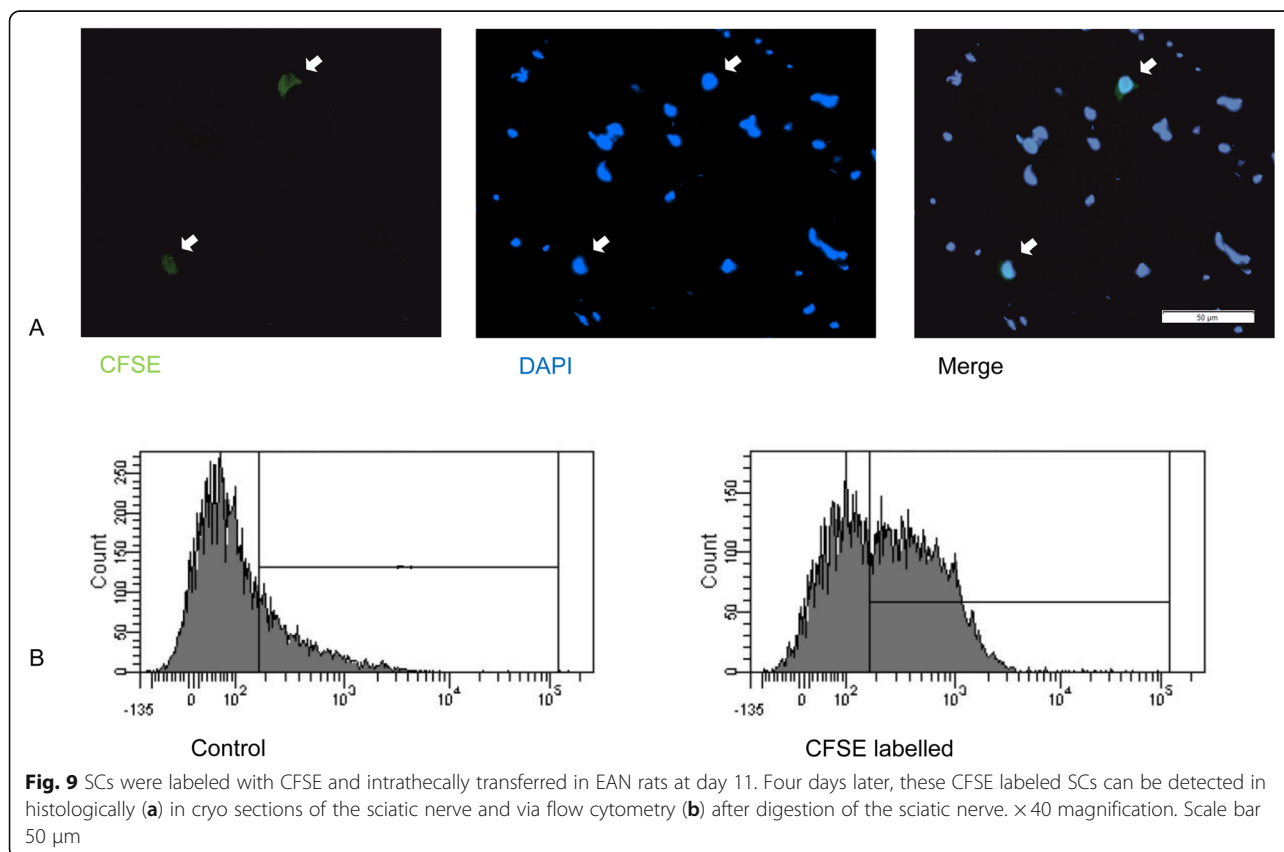 A
CFSE
DAPI
Merge
50 µm
B
Count
0 50 100 150 200 250
-135 0 10² 10³ 10⁴ 10⁵
Control
Count
0 50 100 150
-135 0 10² 10³ 10⁴ 10⁵
CFSE labelled
Fig. 9 SCs were labeled with CFSE and intrathecally transferred in EAN rats at day 11. Four days later, these CFSE labeled SCs can be detected in
histologically (a) in cryo sections of the sciatic nerve and via flow cytometry (b) after digestion of the sciatic nerve. × 40 magnification. Scale bar
50 µm